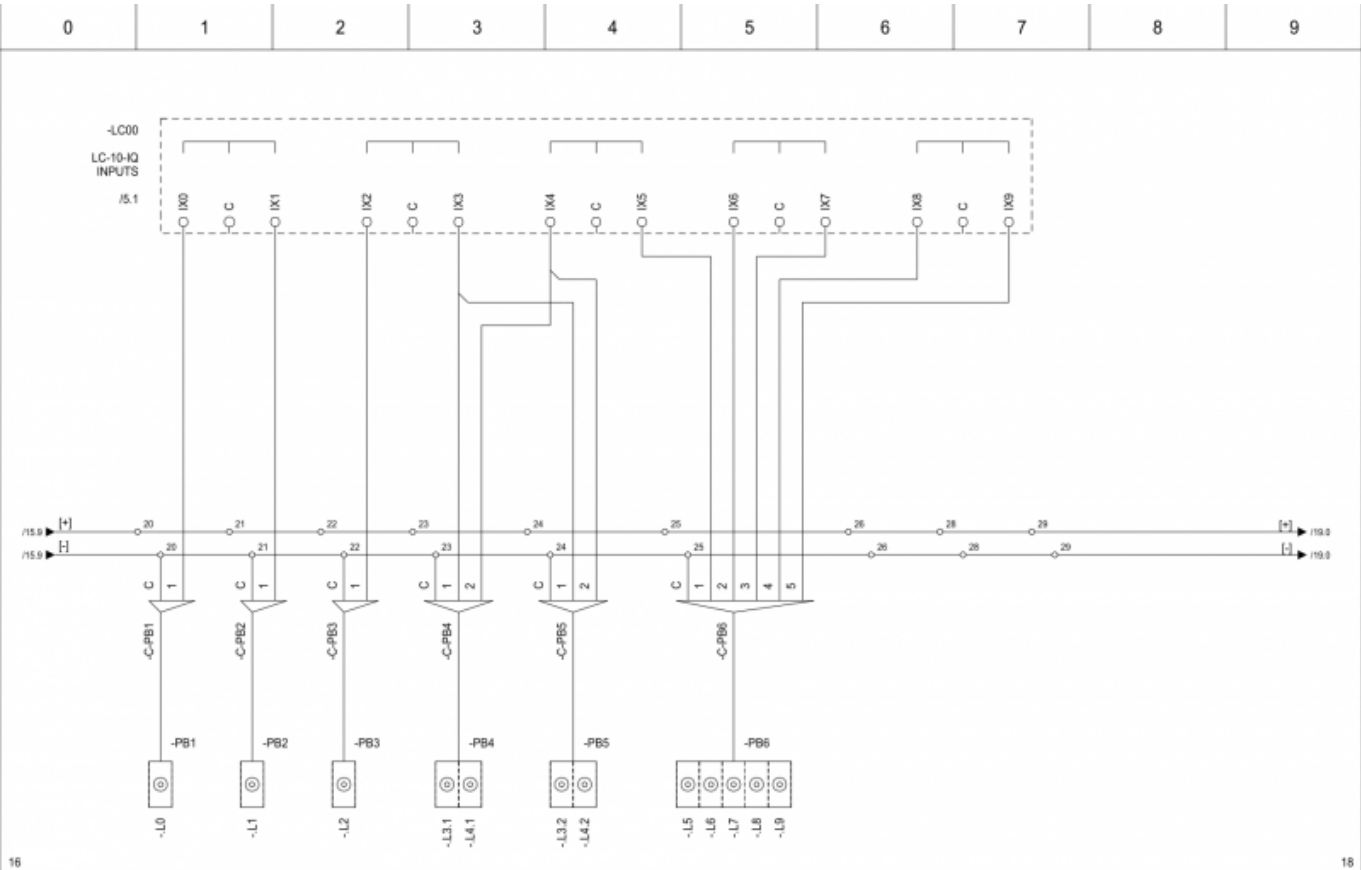 0 1 2 3 4 5 6 7 8 9
-LC00
LC-10-IQ
INPUTS
/5.1
IX0 C IX1 IX2 C IX3 IX4 C IX5 IX6 C IX7 IX8 C IX9
/15.9 [+] 20 21 22 23 24 25 26 28 29 [+] /19.0
/15.9 [-] 20 21 22 23 24 25 26 28 29 [-] /19.0
C 1 C 1 C 1 C 1 2 C 1 2 C 1 2 3 4 5
-C-PB1 -C-PB2 -C-PB3 -C-PB4 -C-PB5 -C-PB6
-PB1 -PB2 -PB3 -PB4 -PB5 -PB6
-.L0 -.L1 -.L2 -.L3.1 -.L4.1 -.L3.2 -.L4.2 -.L5 -.L6 -.L7 -.L8 -.L9
16 18